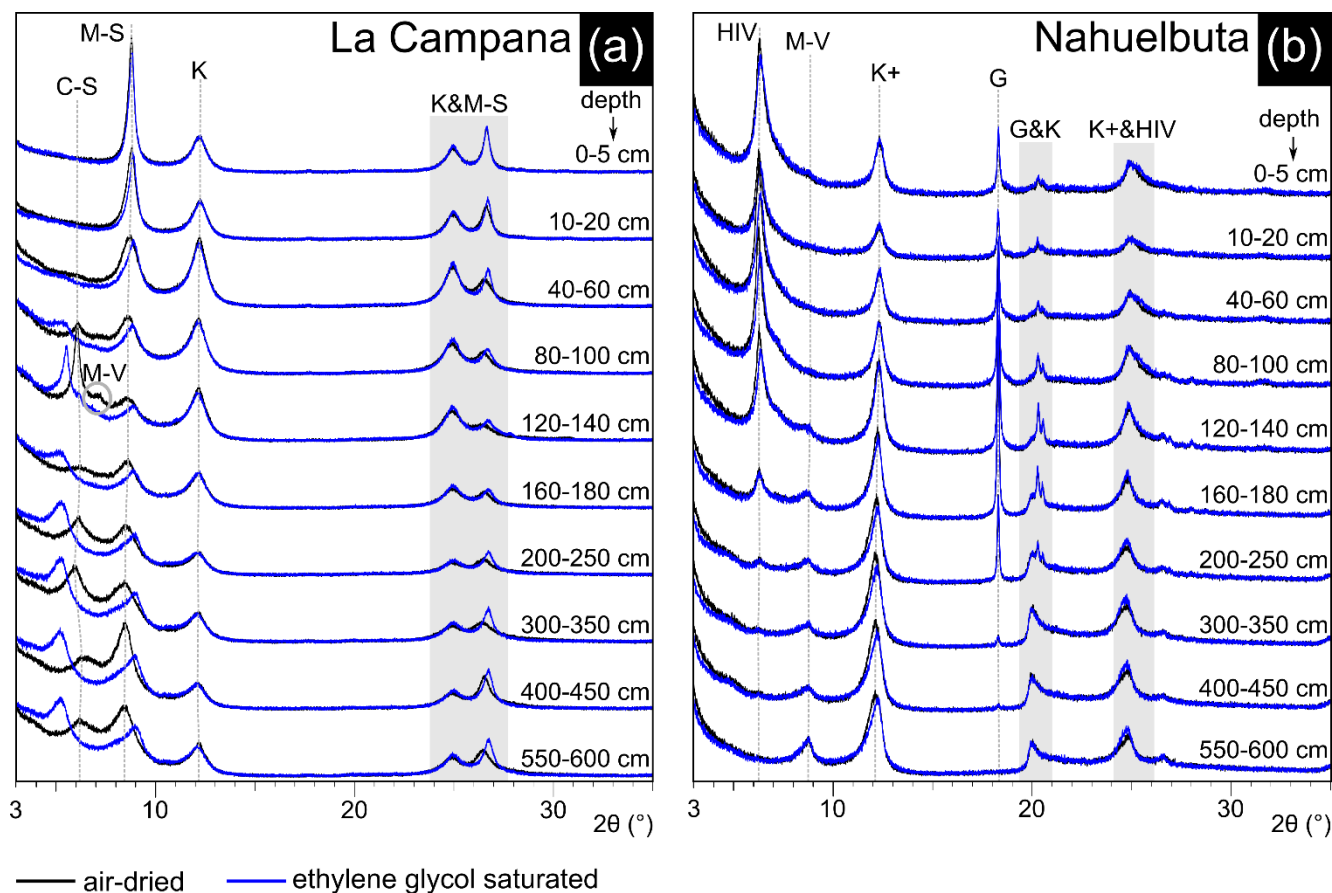 La Campana (a)
M-S
C-S
K
K&M-S
depth
0-5 cm
10-20 cm
40-60 cm
80-100 cm
M-V
120-140 cm
160-180 cm
200-250 cm
300-350 cm
400-450 cm
550-600 cm
3 10 20 30
2θ (°)
Nahuelbuta (b)
HIV
M-V
K+
G
G&K
K+&HIV
depth
0-5 cm
10-20 cm
40-60 cm
80-100 cm
120-140 cm
160-180 cm
200-250 cm
300-350 cm
400-450 cm
550-600 cm
3 10 20 30
2θ (°)
air-dried ethylene glycol saturated